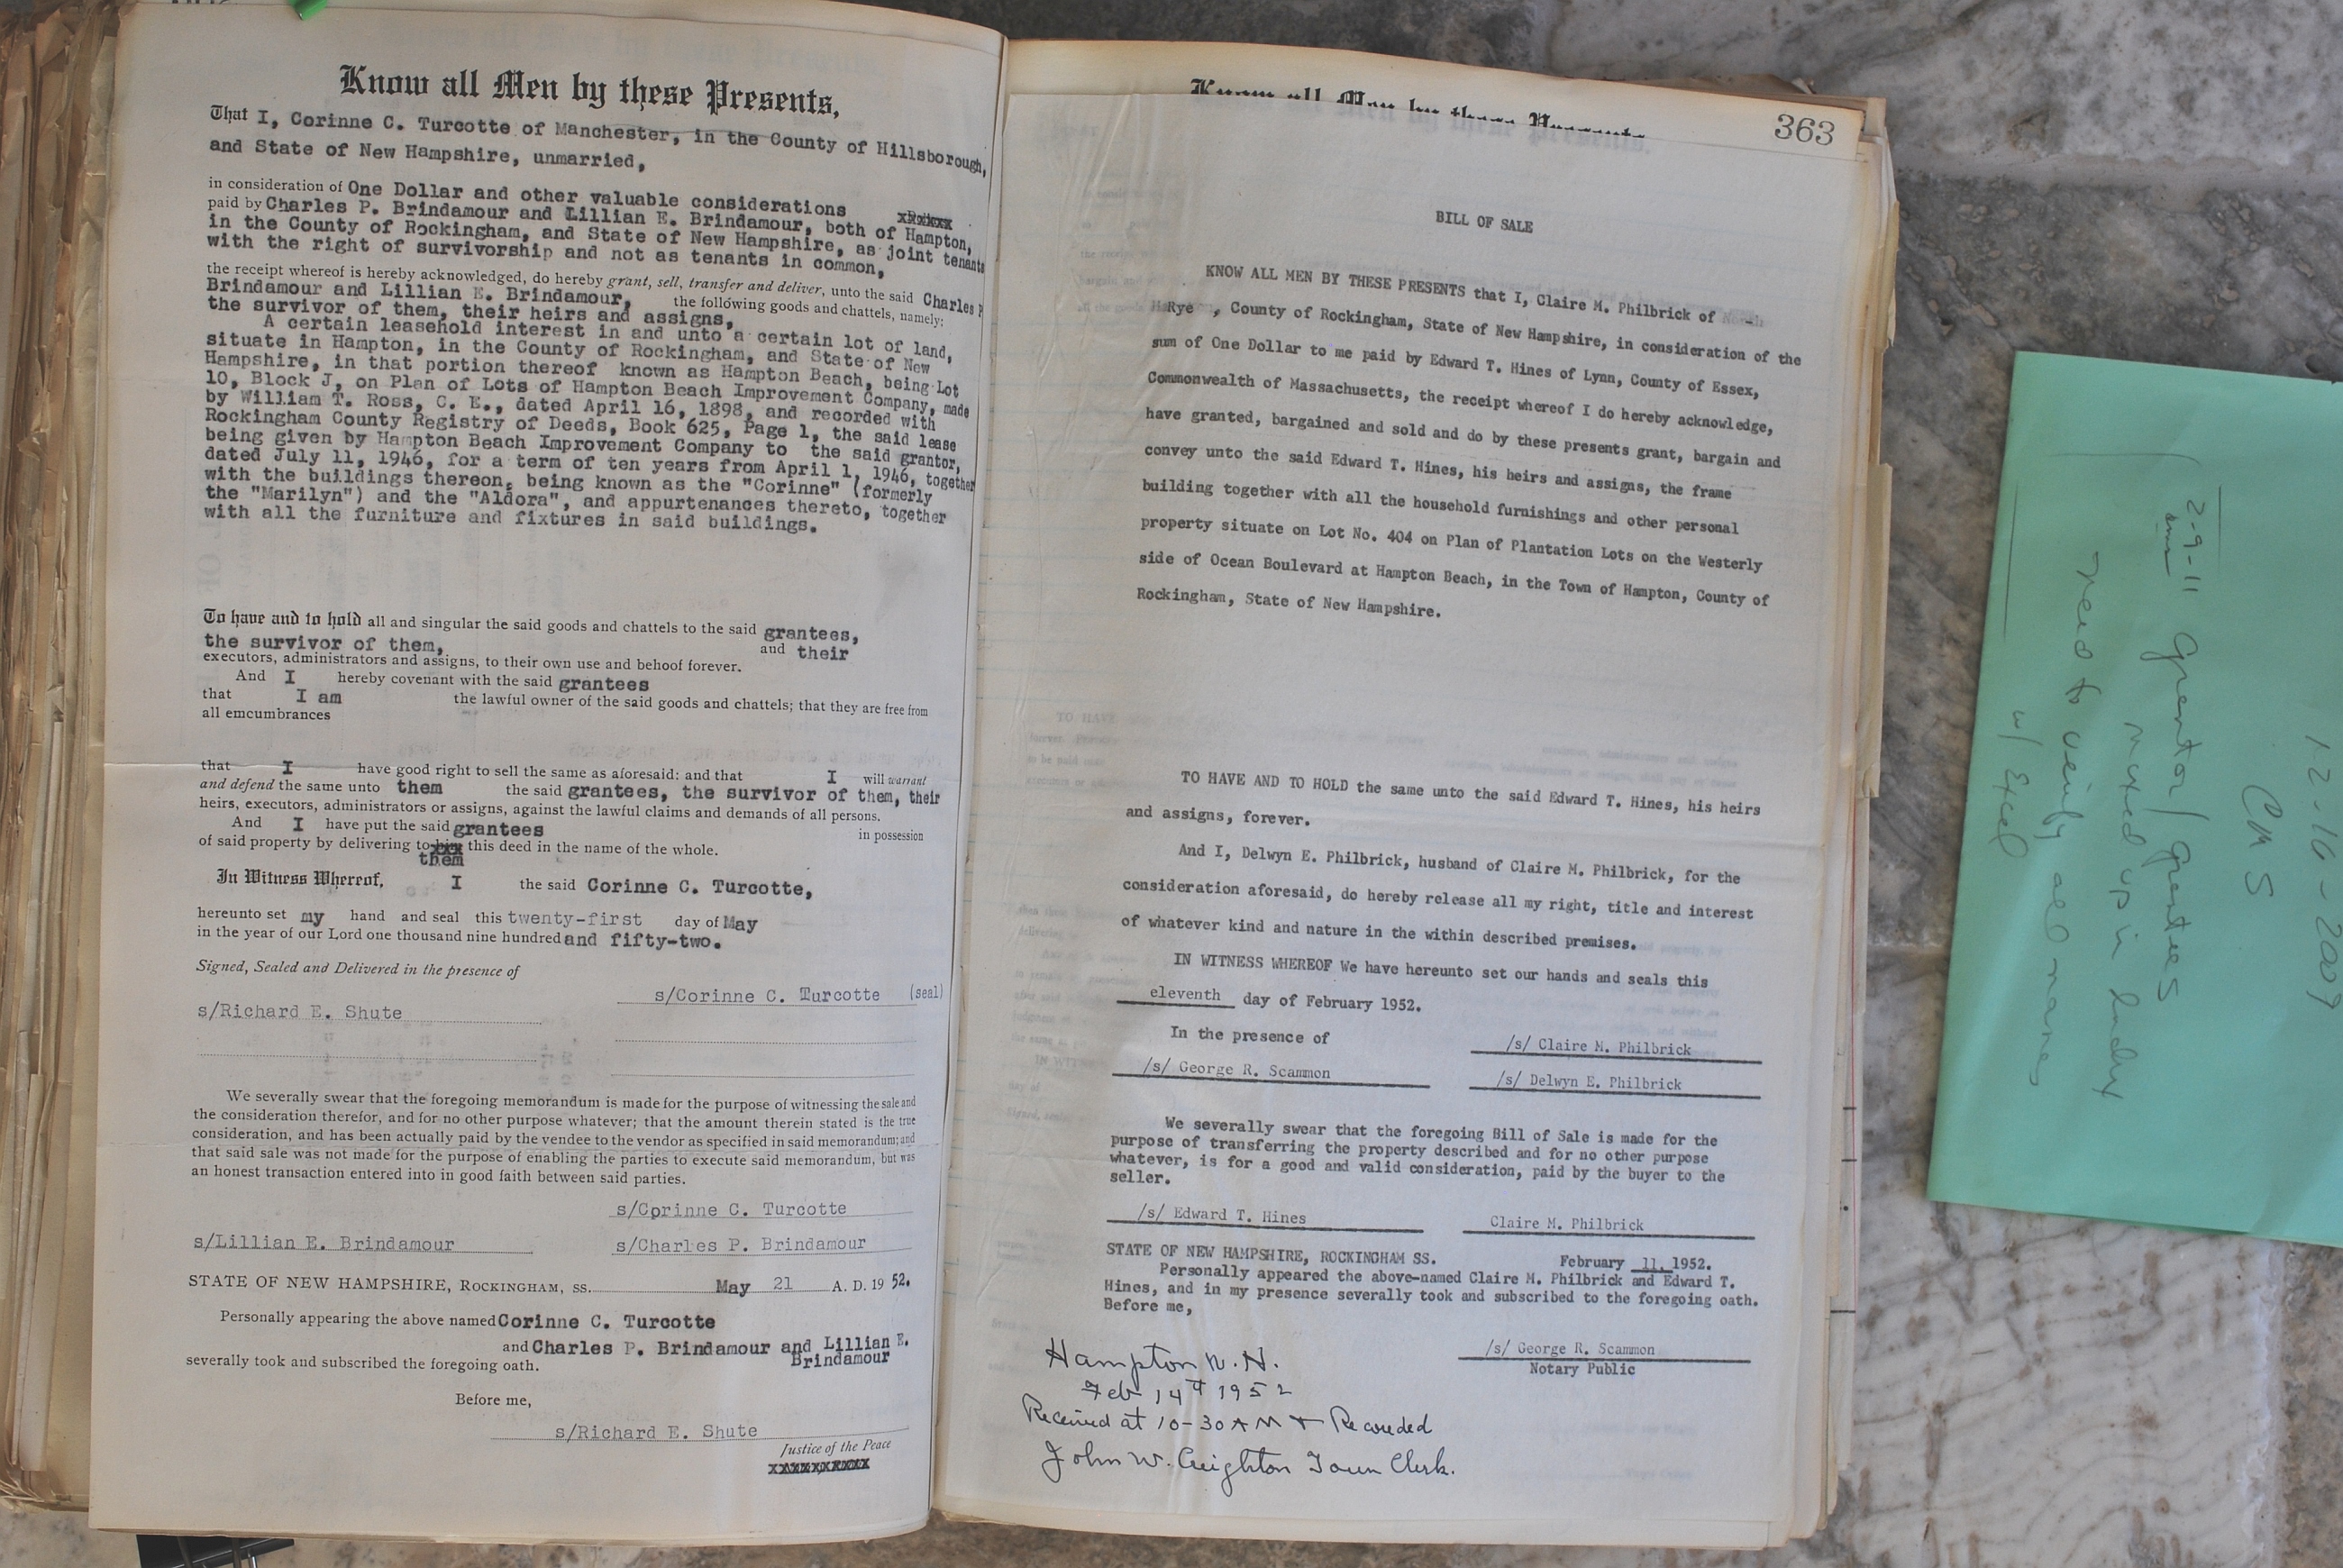 Know all Men by these Presents,
That I, Corinne C. Turcotte of Manchester, in the County of Hillsborough,
and State of New Hampshire, unmarried,
in consideration of One Dollar and other valuable considerations
paid by Charles P. Brindamour and Lillian E. Brindamour, both of Hampton,
in the County of Rockingham, and State of New Hampshire, as joint tenants
with the right of survivorship and not as tenants in common,
the receipt whereof is hereby acknowledged, do hereby grant, sell, transfer and deliver, unto the said Charles P
Brindamour and Lillian E. Brindamour, the following goods and chattels, namely:
the survivor of them, their heirs and assigns,
A certain leasehold interest in and unto a certain lot of land,
situate in Hampton, in the County of Rockingham, and State of New
Hampshire, in that portion thereof known as Hampton Beach, being Lot
10, Block J, on Plan of Lots of Hampton Beach Improvement Company, made
by William T. Ross, C. E., dated April 16, 1898, and recorded with
Rockingham County Registry of Deeds, Book 625, Page 1, the said lease
being given by Hampton Beach Improvement Company to the said grantor,
dated July 11, 1946, for a term of ten years from April 1, 1946, together
with the buildings thereon, being known as the "Corinne" (formerly
the "Marilyn") and the "Aldora", and appurtenances thereto, together
with all the furniture and fixtures in said buildings.
To have and to hold all and singular the said goods and chattels to the said grantees,
the survivor of them, and their
executors, administrators and assigns, to their own use and behoof forever.
And I hereby covenant with the said grantees
that I am the lawful owner of the said goods and chattels; that they are free from
all emcumbrances
that I have good right to sell the same as aforesaid: and that I will warrant
and defend the same unto them the said grantees, the survivor of them, their
heirs, executors, administrators or assigns, against the lawful claims and demands of all persons.
And I have put the said grantees in possession
of said property by delivering to xxx this deed in the name of the whole.
them
In Witness Whereof, I the said Corinne C. Turcotte,
hereunto set my hand and seal this twenty-first day of May
in the year of our Lord one thousand nine hundred and fifty-two.
Signed, Sealed and Delivered in the presence of
s/Corinne C. Turcotte (seal)
s/Richard E. Shute
We severally swear that the foregoing memorandum is made for the purpose of witnessing the sale and
the consideration therefor, and for no other purpose whatever; that the amount therein stated is the true
consideration, and has been actually paid by the vendee to the vendor as specified in said memorandum; and
that said sale was not made for the purpose of enabling the parties to execute said memorandum, but was
an honest transaction entered into in good faith between said parties.
s/Corinne C. Turcotte
s/Lillian E. Brindamour s/Charles P. Brindamour
STATE OF NEW HAMPSHIRE, ROCKINGHAM, SS. May 21 A. D. 19 52.
Personally appearing the above named Corinne C. Turcotte
and Charles P. Brindamour and Lillian E.
Brindamour
severally took and subscribed the foregoing oath.
Before me,
s/Richard E. Shute
Justice of the Peace
Know all Men by these Presents,
363
BILL OF SALE
KNOW ALL MEN BY THESE PRESENTS that I, Claire M. Philbrick of
Rye , County of Rockingham, State of New Hampshire, in consideration of the
sum of One Dollar to me paid by Edward T. Hines of Lynn, County of Essex,
Commonwealth of Massachusetts, the receipt whereof I do hereby acknowledge,
have granted, bargained and sold and do by these presents grant, bargain and
convey unto the said Edward T. Hines, his heirs and assigns, the frame
building together with all the household furnishings and other personal
property situate on Lot No. 404 on Plan of Plantation Lots on the Westerly
side of Ocean Boulevard at Hampton Beach, in the Town of Hampton, County of
Rockingham, State of New Hampshire.
TO HAVE AND TO HOLD the same unto the said Edward T. Hines, his heirs
and assigns, forever.
And I, Delwyn E. Philbrick, husband of Claire M. Philbrick, for the
consideration aforesaid, do hereby release all my right, title and interest
of whatever kind and nature in the within described premises.
IN WITNESS WHEREOF We have hereunto set our hands and seals this
eleventh day of February 1952.
In the presence of
/s/ Claire M. Philbrick
/s/ George R. Scammon
/s/ Delwyn E. Philbrick
We severally swear that the foregoing Bill of Sale is made for the
purpose of transferring the property described and for no other purpose
whatever, is for a good and valid consideration, paid by the buyer to the
seller.
/s/ Edward T. Hines Claire M. Philbrick
STATE OF NEW HAMPSHIRE, ROCKINGHAM SS. February 11, 1952.
Personally appeared the above-named Claire M. Philbrick and Edward T.
Hines, and in my presence severally took and subscribed to the foregoing oath.
Before me,
/s/ George R. Scammon
Notary Public
Hampton N. H.
Feb 14th 1952
Received at 10-30 AM + Recorded
John W. Creighton Town Clerk.
12-16-2009
CMS
2-9-11 Grantor/grantees
mixed up in
need to verify all names
w/ Excel